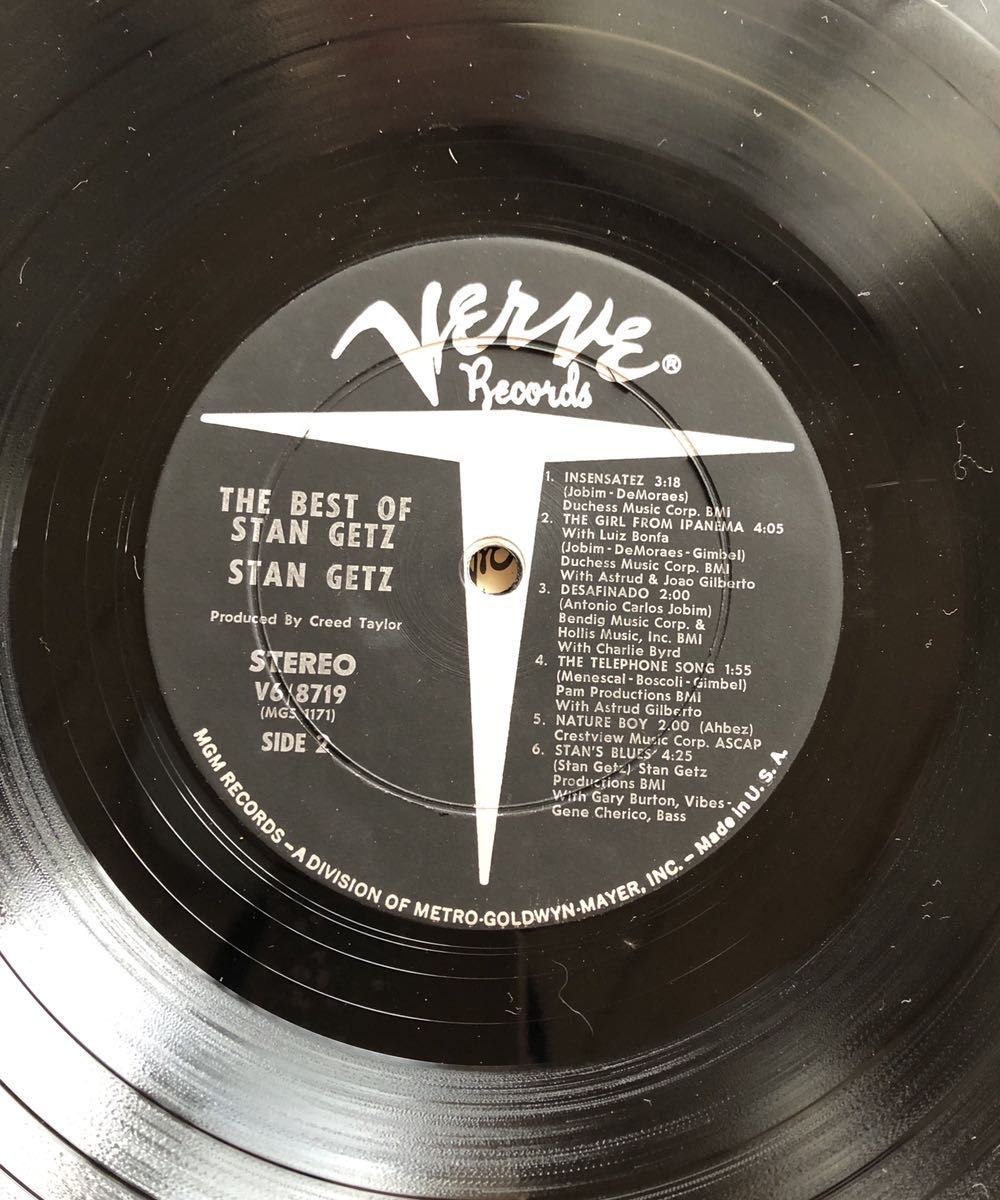 Verve®
Records
THE BEST OF
STAN GETZ
STAN GETZ
Produced By Creed Taylor
STEREO
V6/8719
(MGS 1171)
SIDE 2
1. INSENSATEZ 3:18
(Jobim-DeMoraes)
Duchess Music Corp. BMI
2. THE GIRL FROM IPANEMA 4:05
With Luiz Bonfa
(Jobim-DeMoraes-Gimbel)
Duchess Music Corp. BMI
With Astrud & Joao Gilberto
3. DESAFINADO 2:00
(Antonio Carlos Jobim)
Bendig Music Corp. &
Hollis Music, Inc. BMI
With Charlie Byrd
4. THE TELEPHONE SONG 1:55
(Menescal-Boscoli-Gimbel)
Pam Productions BMI
With Astrud Gilberto
5. NATURE BOY 2:00 (Ahbez)
Crestview Music Corp. ASCAP
6. STAN'S BLUES 4:25
(Stan Getz) Stan Getz
Productions BMI
With Gary Burton, Vibes-
Gene Cherico, Bass
MGM RECORDS – A DIVISION OF METRO-GOLDWYN-MAYER, INC. – Made in U. S. A.